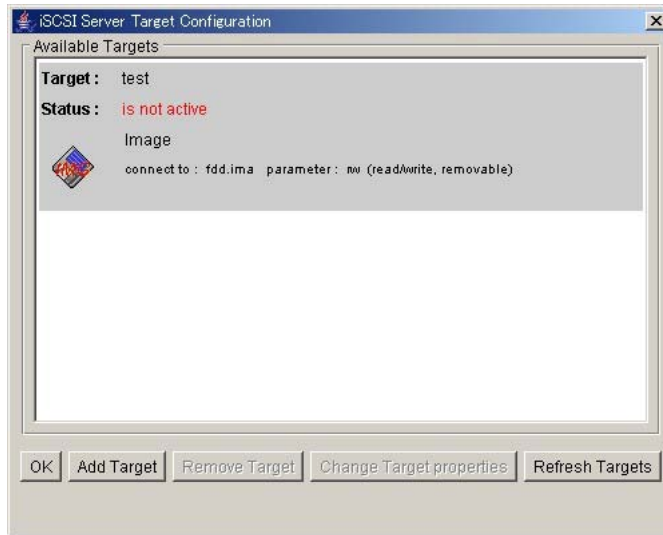 iSCSI Server Target Configuration
Available Targets
Target : test
Status : is not active
Image
connect to : fdd.ima parameter : rw (read/write, removable)
OK Add Target Remove Target Change Target properties Refresh Targets